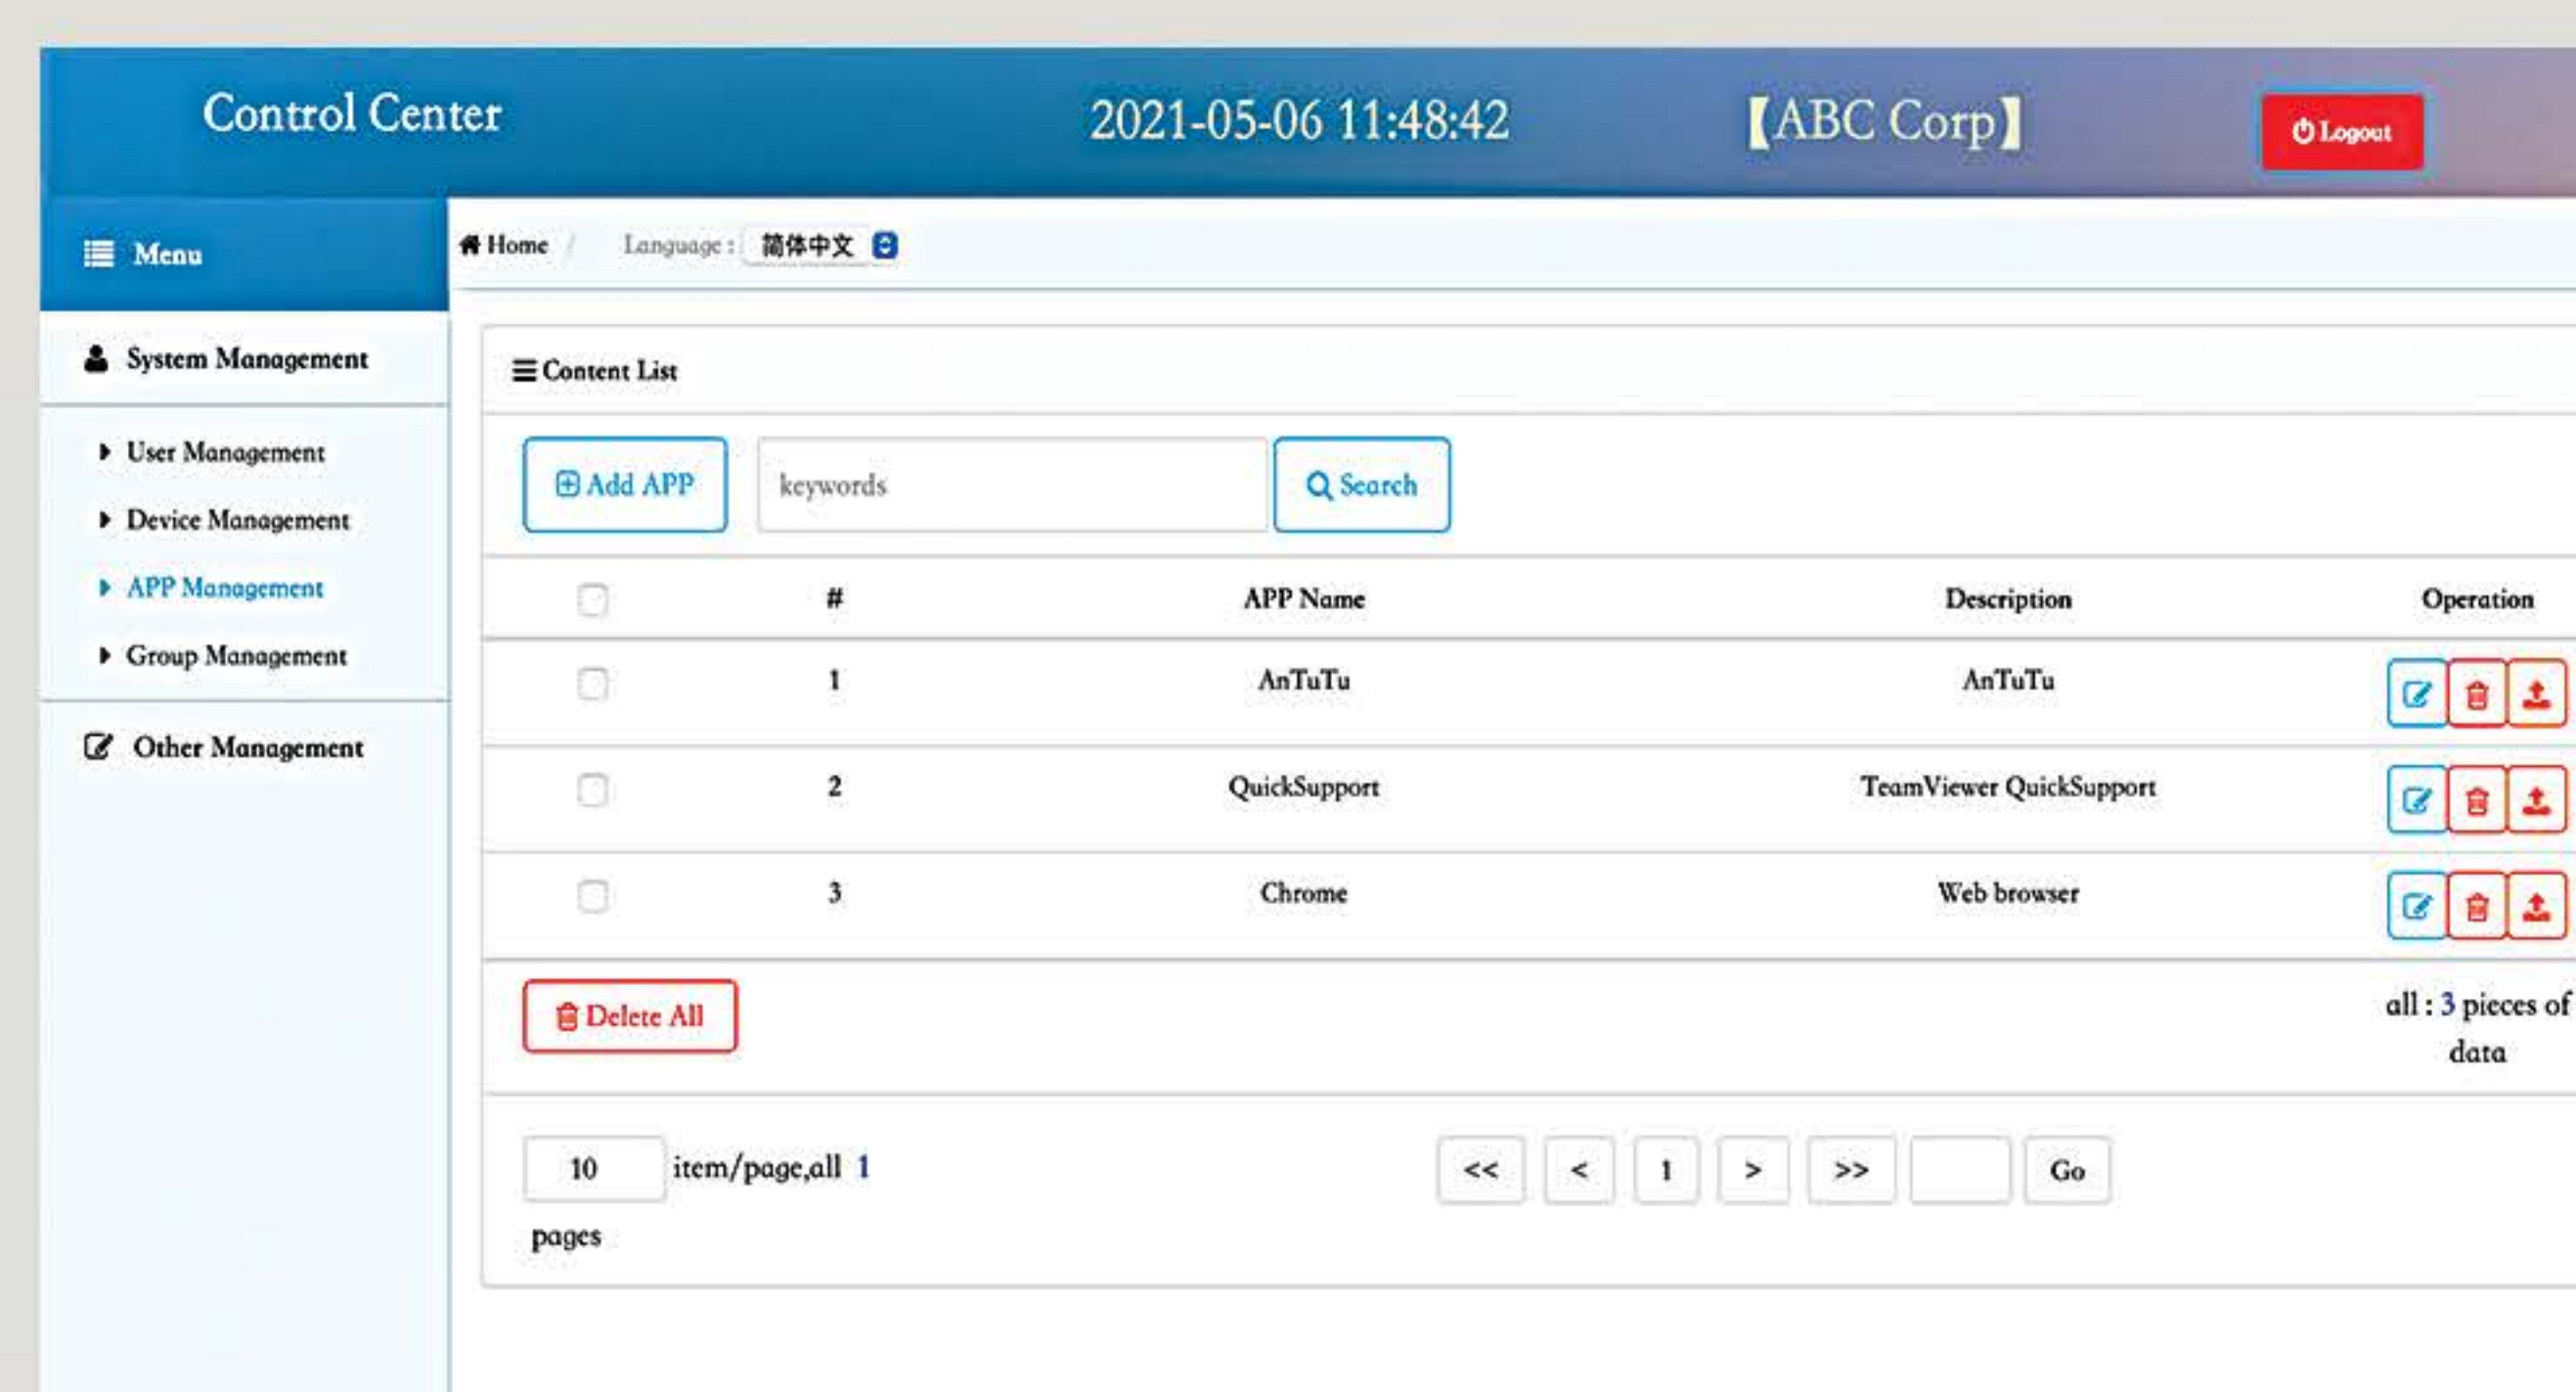 Control Center
2021-05-06 11:48:42
【ABC Corp】
Logout
Menu
Home / Language : 简体中文
System Management
User Management
Device Management
APP Management
Group Management
Other Management
Content List
Add APP
keywords
Search
# APP Name Description Operation
1 AnTuTu AnTuTu
2 QuickSupport TeamViewer QuickSupport
3 Chrome Web browser
Delete All
all : 3 pieces of
data
10 item/page,all 1
pages
<< < 1 > >> Go